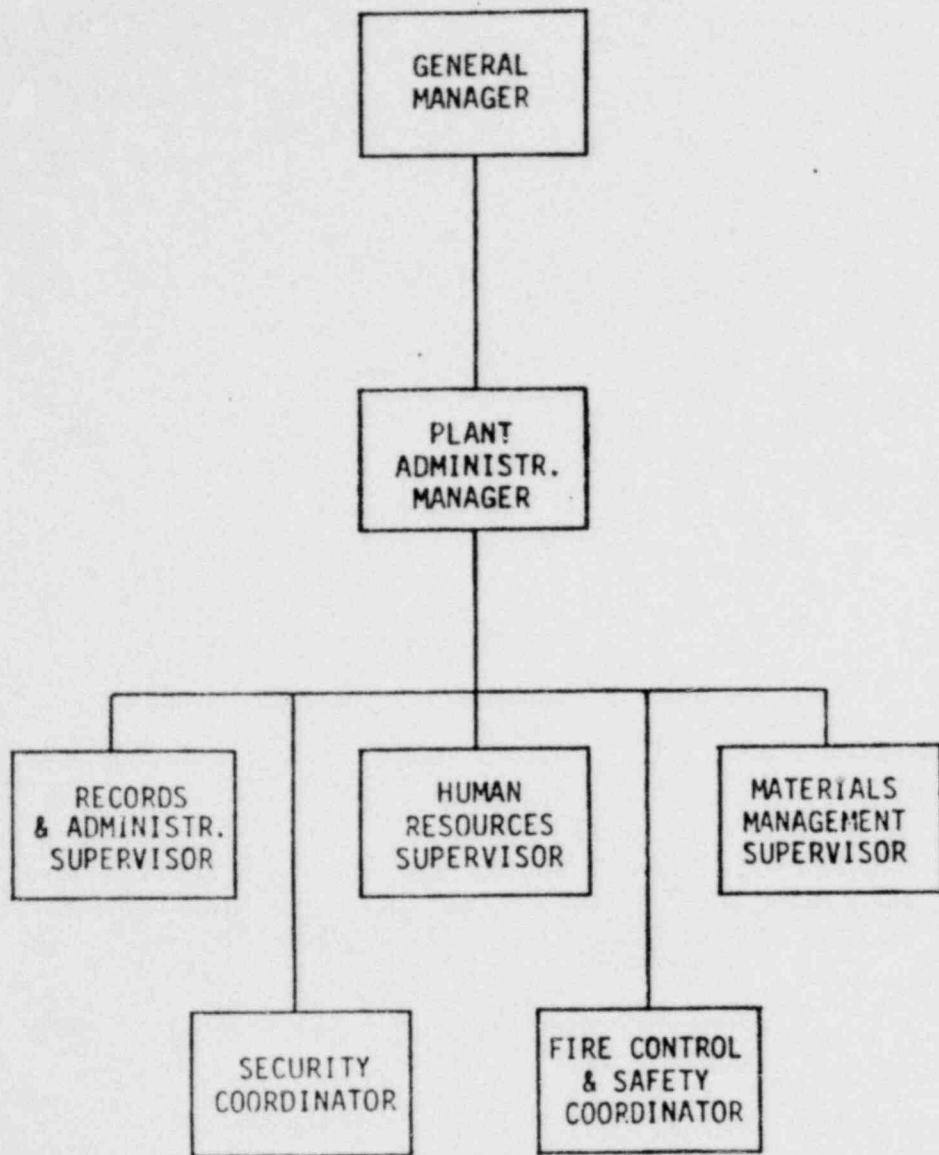 GENERAL
MANAGER
PLANT
ADMINISTR.
MANAGER
RECORDS
& ADMINISTR.
SUPERVISOR
HUMAN
RESOURCES
SUPERVISOR
MATERIALS
MANAGEMENT
SUPERVISOR
SECURITY
COORDINATOR
FIRE CONTROL
& SAFETY
COORDINATOR